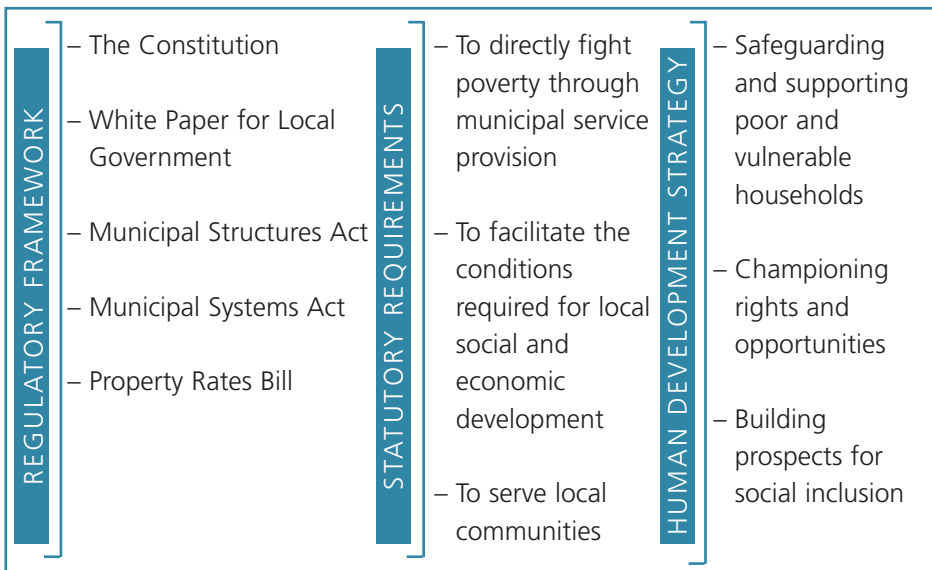 REGULATORY FRAMEWORK
– The Constitution
– White Paper for Local
Government
– Municipal Structures Act
– Municipal Systems Act
– Property Rates Bill
STATUTORY REQUIREMENTS
– To directly fight
poverty through
municipal service
provision
– To facilitate the
conditions
required for local
social and
economic
development
– To serve local
communities
HUMAN DEVELOPMENT STRATEGY
– Safeguarding
and supporting
poor and
vulnerable
households
– Championing
rights and
opportunities
– Building
prospects for
social inclusion